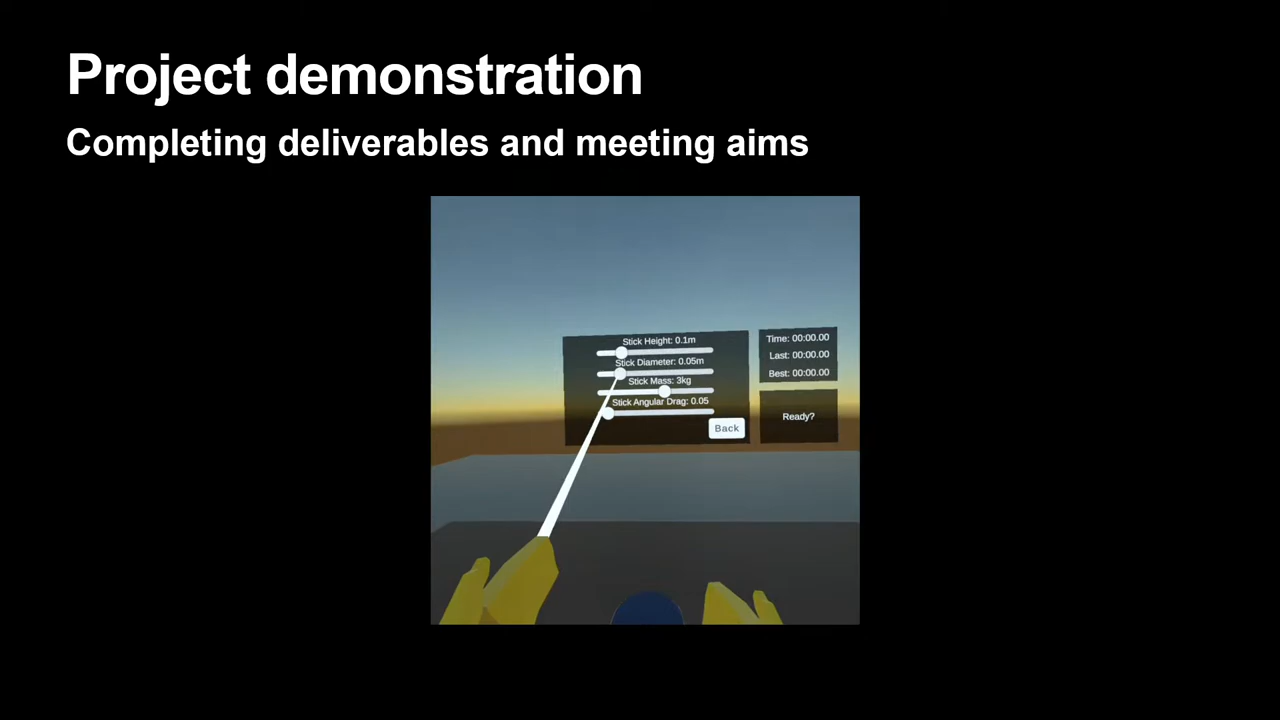 Project demonstration
Completing deliverables and meeting aims
Stick Height: 0.1m
Stick Diameter: 0.05m
Stick Mass: 3kg
Stick Angular Drag: 0.05
Back
Time: 00:00.00
Last: 00:00.00
Best: 00:00.00
Ready?